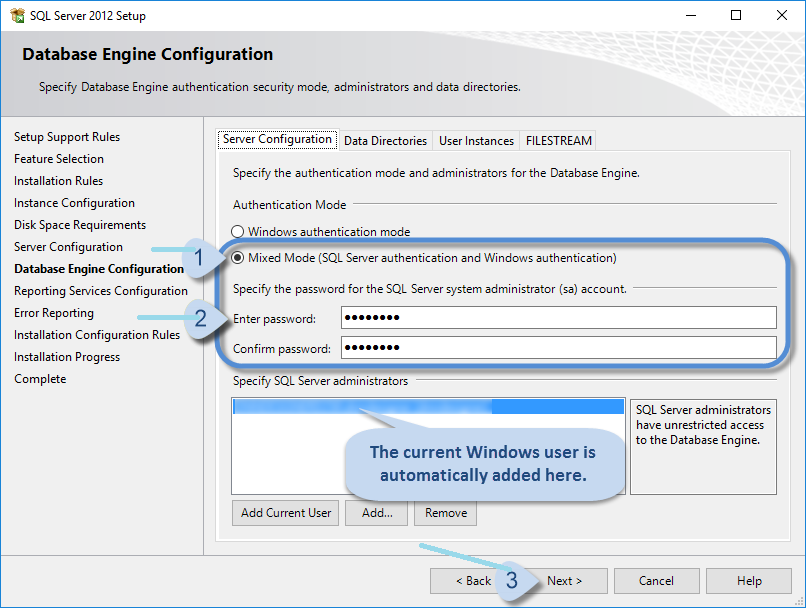 SQL Server 2012 Setup
Database Engine Configuration
Specify Database Engine authentication security mode, administrators and data directories.
Setup Support Rules
Feature Selection
Installation Rules
Instance Configuration
Disk Space Requirements
Server Configuration
Database Engine Configuration
Reporting Services Configuration
Error Reporting
Installation Configuration Rules
Installation Progress
Complete
Server Configuration
Data Directories
User Instances
FILESTREAM
Specify the authentication mode and administrators for the Database Engine.
Authentication Mode
Windows authentication mode
1
Mixed Mode (SQL Server authentication and Windows authentication)
Specify the password for the SQL Server system administrator (sa) account.
2
Enter password: ●●●●●●●●
Confirm password: ●●●●●●●●
Specify SQL Server administrators
The current Windows user is
automatically added here.
SQL Server administrators
have unrestricted access
to the Database Engine.
Add Current User
Add...
Remove
< Back
3
Next >
Cancel
Help